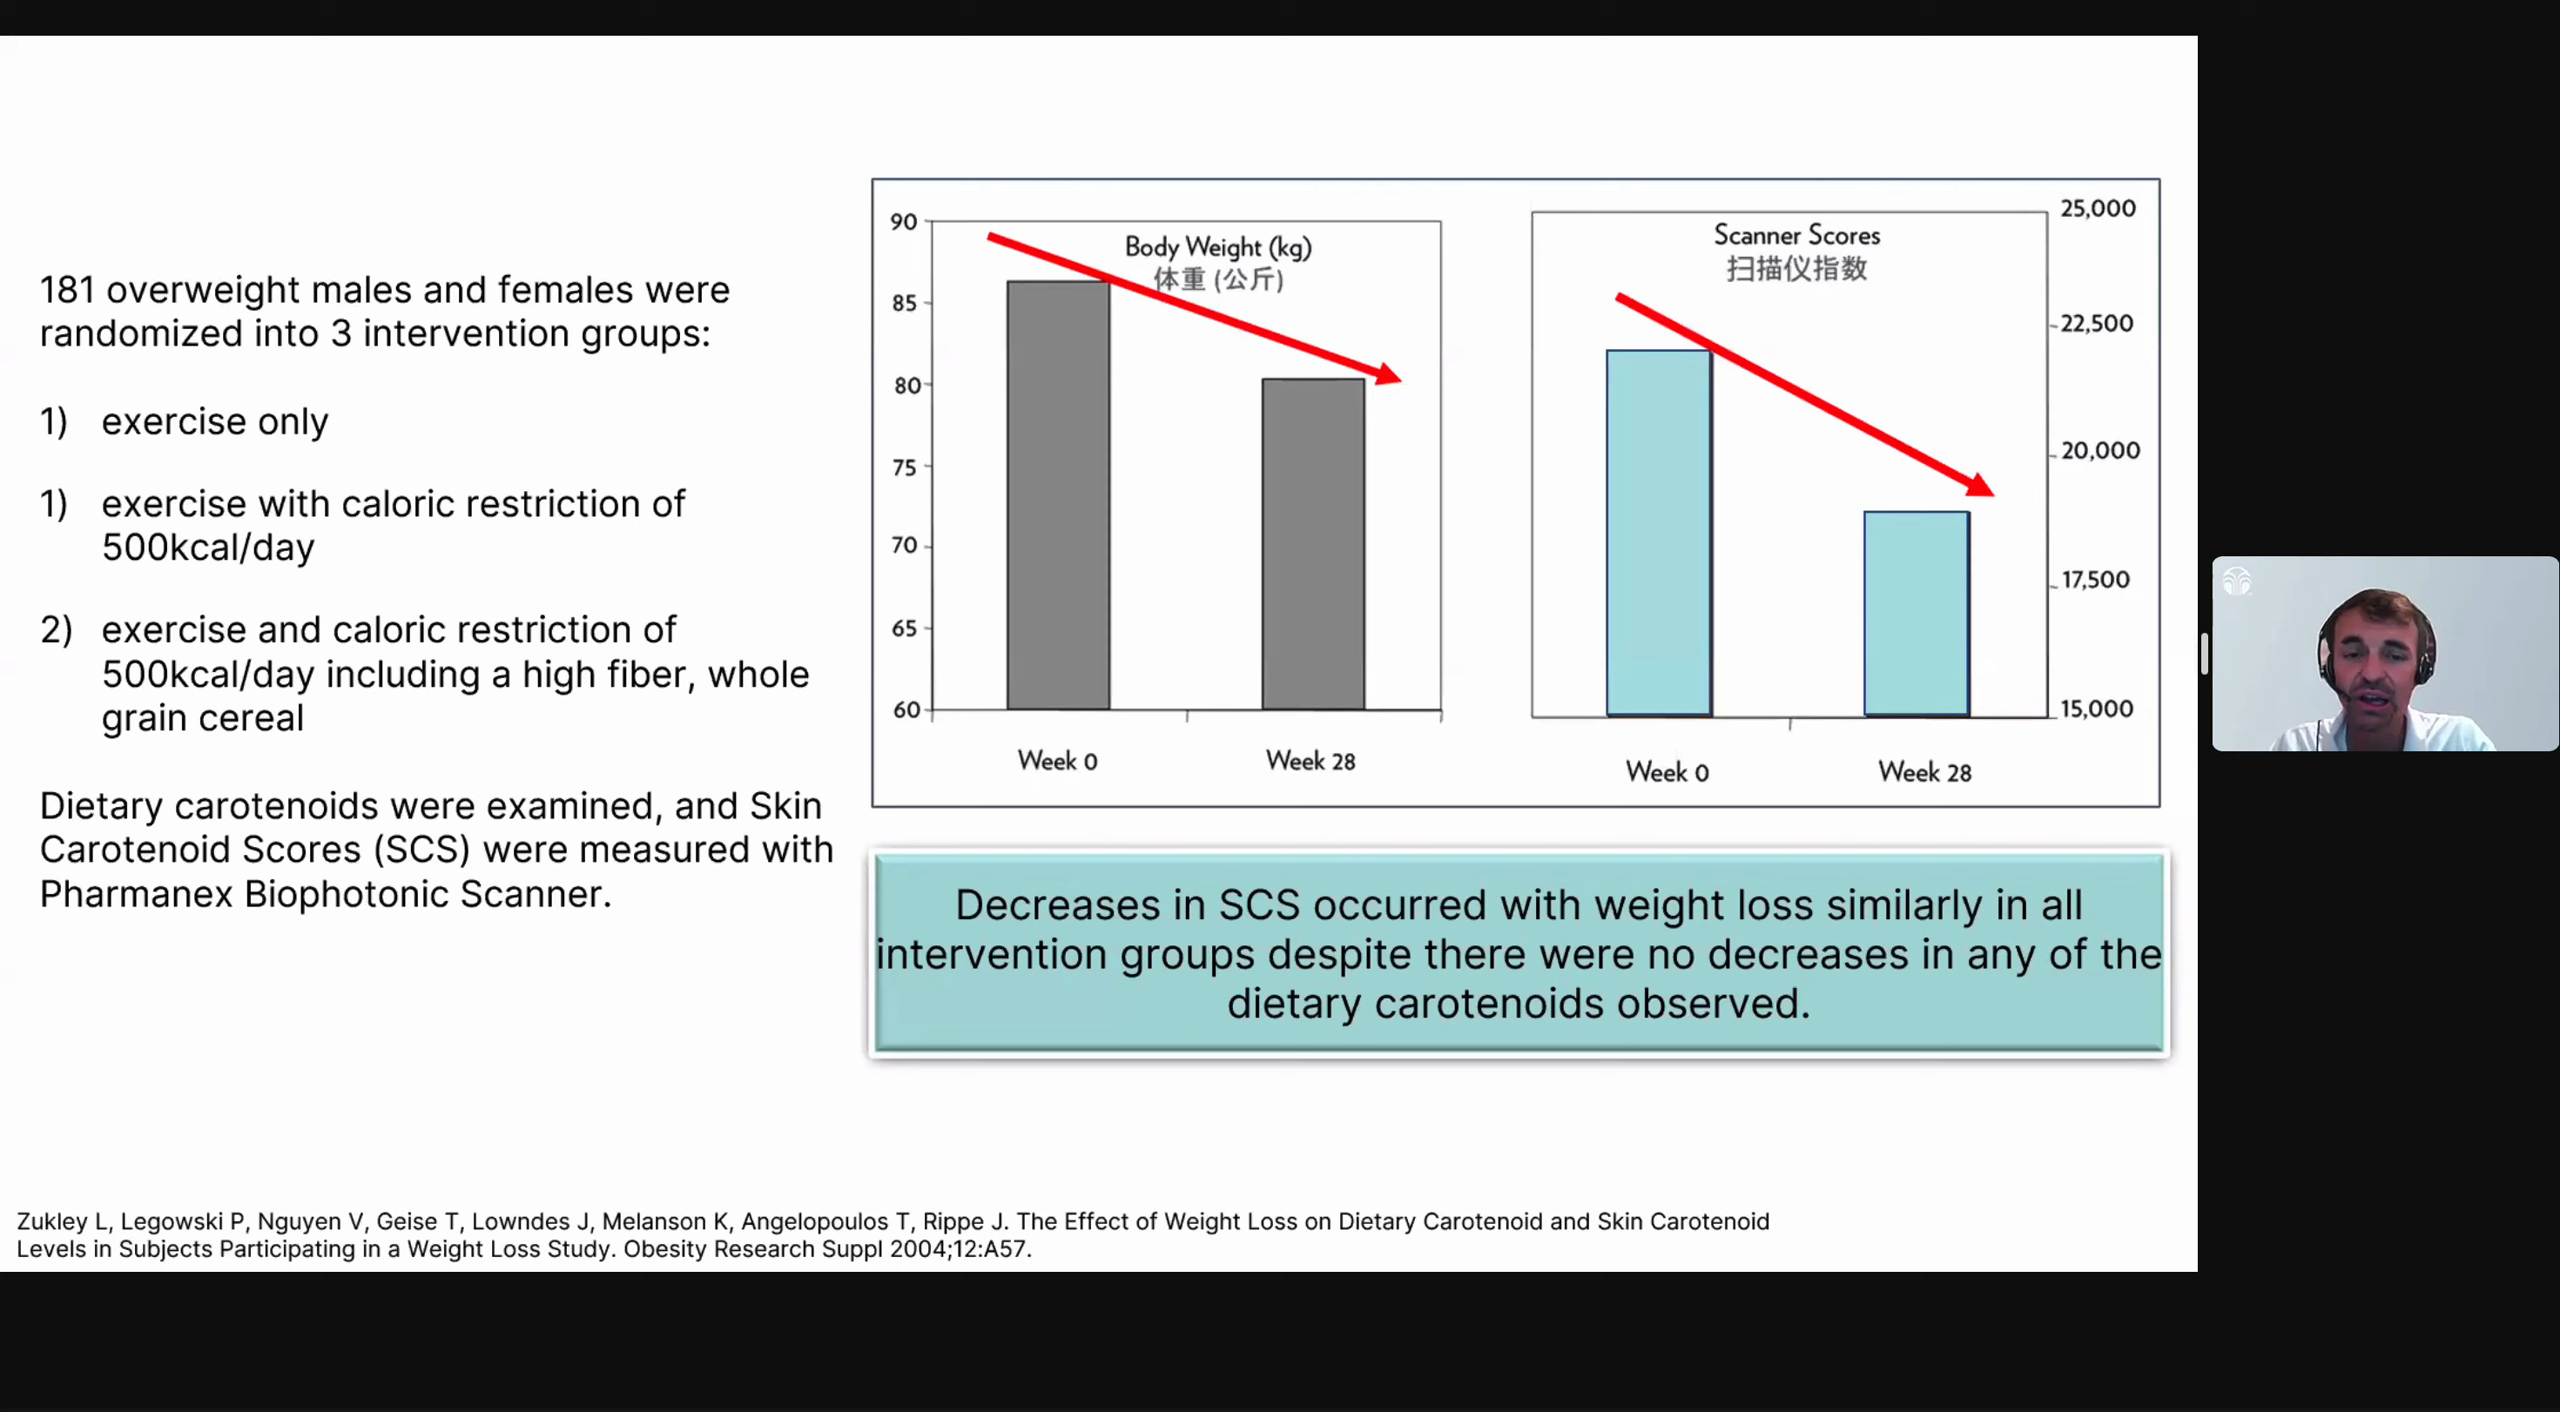 181 overweight males and females were
randomized into 3 intervention groups:
1) exercise only
1) exercise with caloric restriction of
500kcal/day
2) exercise and caloric restriction of
500kcal/day including a high fiber, whole
grain cereal
Dietary carotenoids were examined, and Skin
Carotenoid Scores (SCS) were measured with
Pharmanex Biophotonic Scanner.
Body Weight (kg)
体重 (公斤)
90
85
80
75
70
65
60
Week 0 Week 28
Scanner Scores
扫描仪指数
25,000
22,500
20,000
17,500
15,000
Week 0 Week 28
Decreases in SCS occurred with weight loss similarly in all
intervention groups despite there were no decreases in any of the
dietary carotenoids observed.
Zukley L, Legowski P, Nguyen V, Geise T, Lowndes J, Melanson K, Angelopoulos T, Rippe J. The Effect of Weight Loss on Dietary Carotenoid and Skin Carotenoid
Levels in Subjects Participating in a Weight Loss Study. Obesity Research Suppl 2004;12:A57.